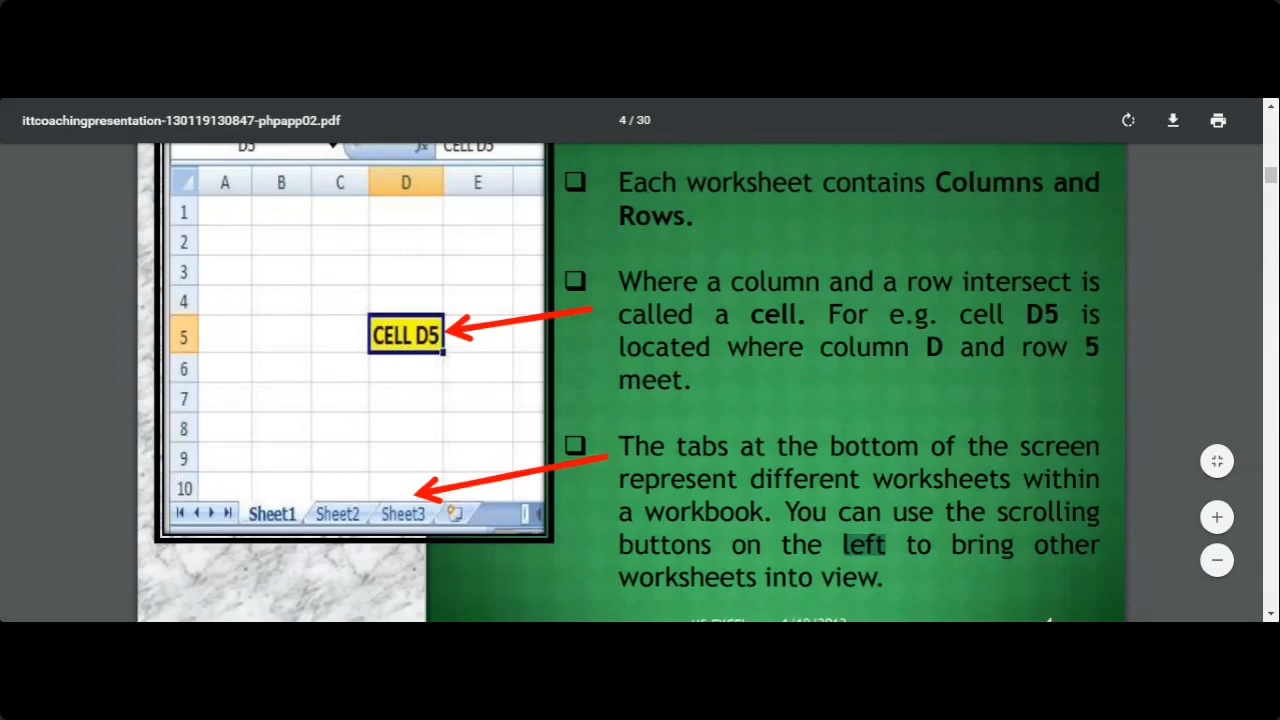 ittcoachingpresentation-130119130847-phpapp02.pdf
4 / 30
D5 fx CELL D5
A B C D E
1
2
3
4
5 CELL D5
6
7
8
9
10
Sheet1 Sheet2 Sheet3
Each worksheet contains Columns and
Rows.
Where a column and a row intersect is
called a cell. For e.g. cell D5 is
located where column D and row 5
meet.
The tabs at the bottom of the screen
represent different worksheets within
a workbook. You can use the scrolling
buttons on the left to bring other
worksheets into view.